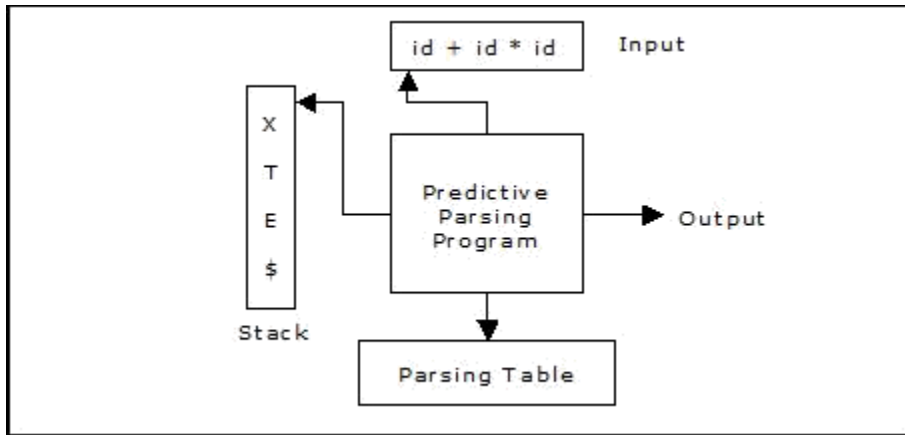 id + id * id
Input
X
T
E
$
Stack
Predictive
Parsing
Program
Output
Parsing Table